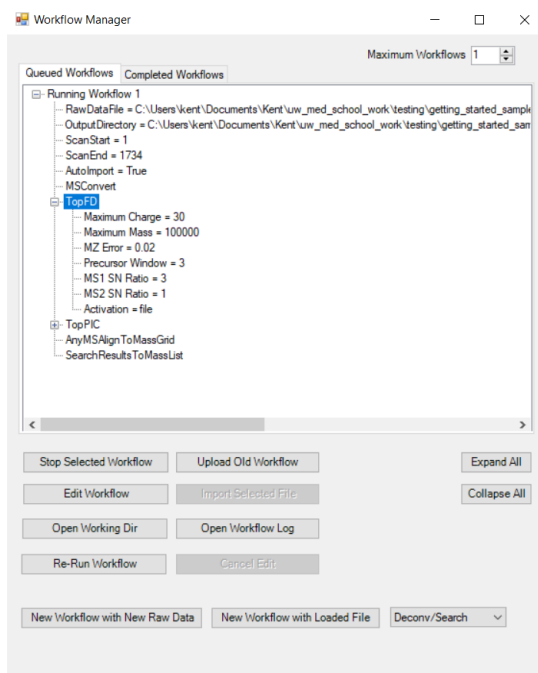 Workflow Manager
Maximum Workflows 1
Queued Workflows Completed Workflows
Running Workflow 1
RawDataFile = C:\Users\kent\Documents\Kent\uw_med_school_work\testing\getting_started_sample
OutputDirectory = C:\Users\kent\Documents\Kent\uw_med_school_work\testing\getting_started_sam
ScanStart = 1
ScanEnd = 1734
AutoImport = True
MSConvert
TopFD
Maximum Charge = 30
Maximum Mass = 100000
MZ Error = 0.02
Precursor Window = 3
MS1 SN Ratio = 3
MS2 SN Ratio = 1
Activation =file
TopPIC
AnyMSAlignToMassGrid
SearchResultsToMassList
Stop Selected Workflow Upload Old Workflow Expand All
Edit Workflow Import Selected File Collapse All
Open Working Dir Open Workflow Log
Re-Run Workflow Cancel Edit
New Workflow with New Raw Data New Workflow with Loaded File Deconv/Search